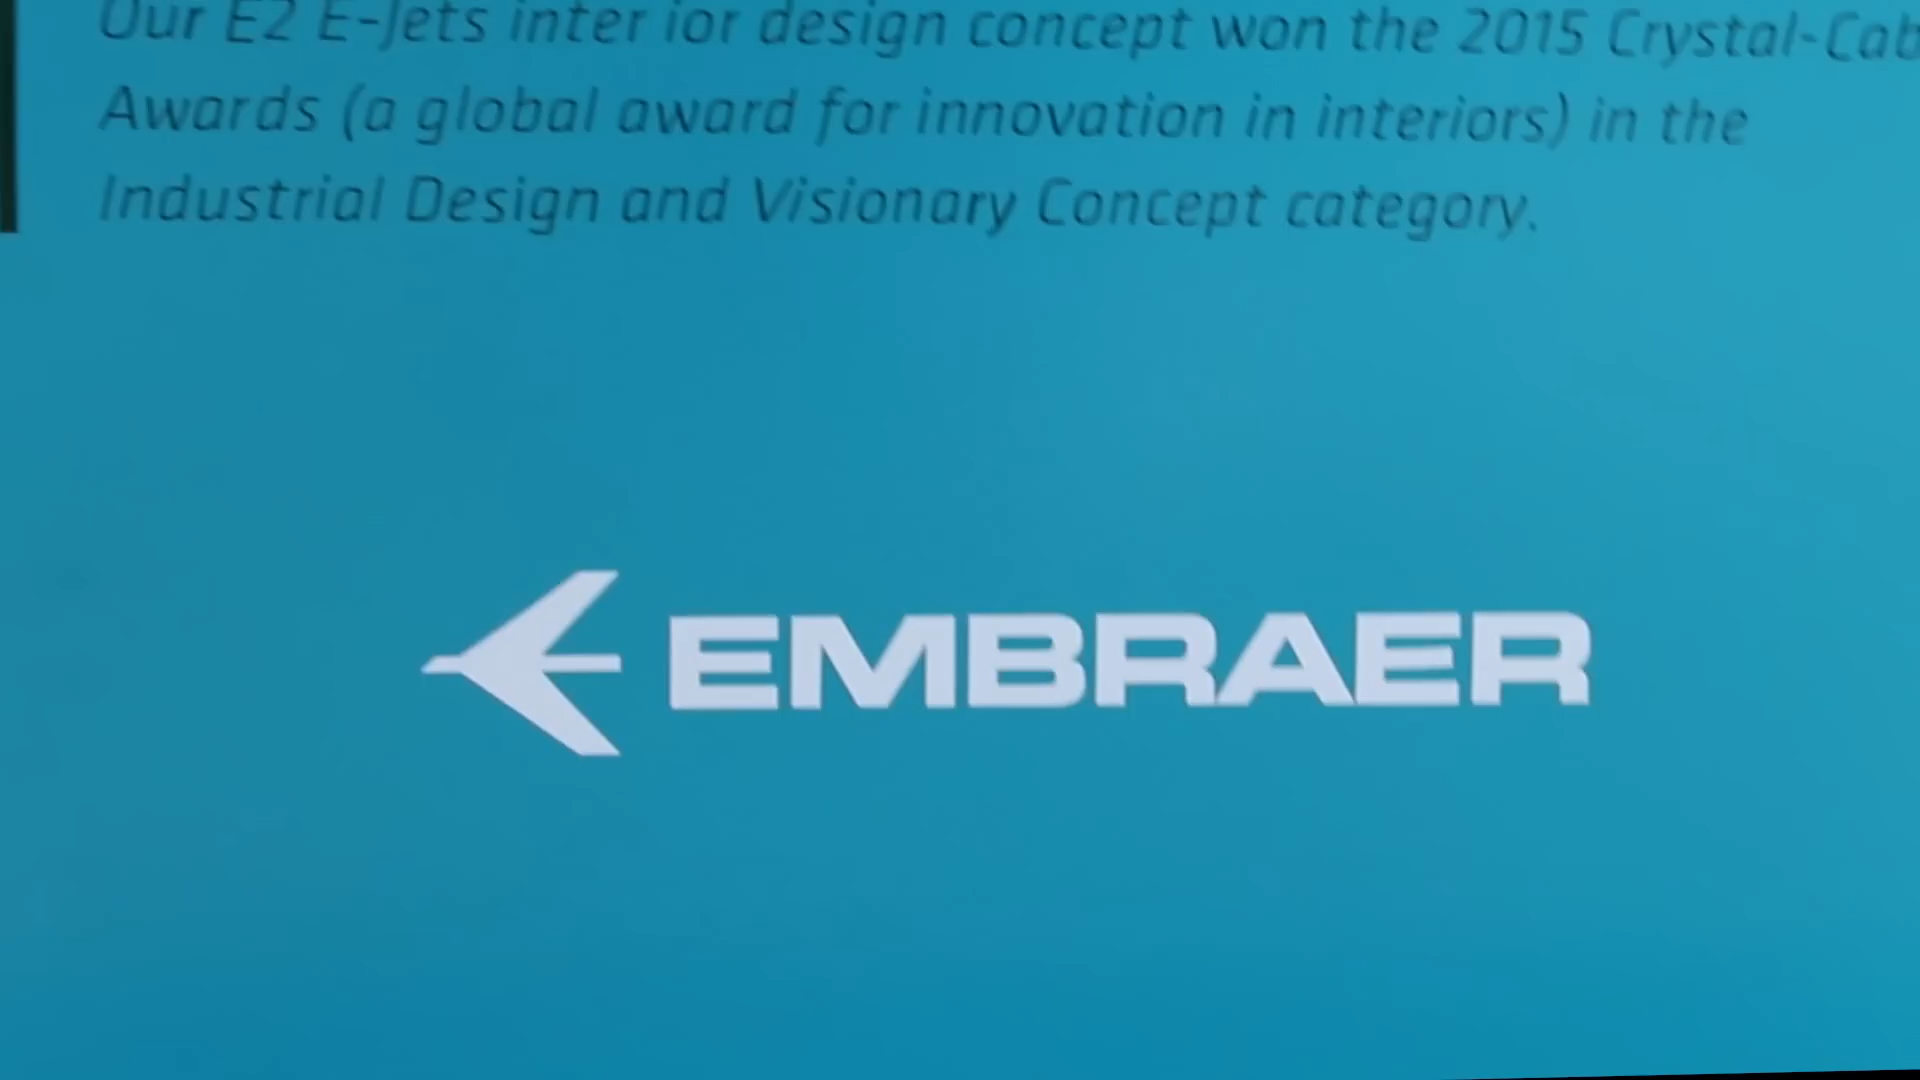 Our E2 E-Jets inter ior design concept won the 2015 Crystal-Cab
Awards (a global award for innovation in interiors) in the
Industrial Design and Visionary Concept category.
EMBRAER